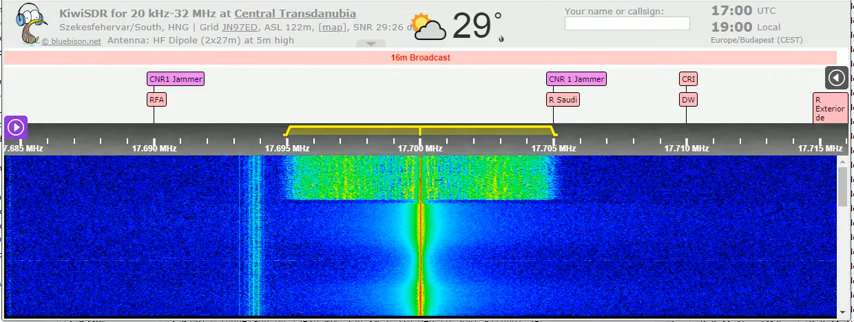 KiwiSDR for 20 kHz-32 MHz at Central Transdanubia
Szekesfehervar/South, HNG | Grid JN97ED, ASL 122m, [map], SNR 29:26 d
© bluebison.net Antenna: HF Dipole (2x27m) at 5m high
29°
Your name or callsign:
17:00 UTC
19:00 Local
Europe/Budapest (CEST)
16m Broadcast
CNR1 Jammer
CNR 1 Jammer
CRI
RFA
R Saudi
DW
R
Exterior
de
7.685 MHz
17.690 MHz
17.695 MHz
17.700 MHz
17.705 MHz
17.710 MHz
17.715 MHz